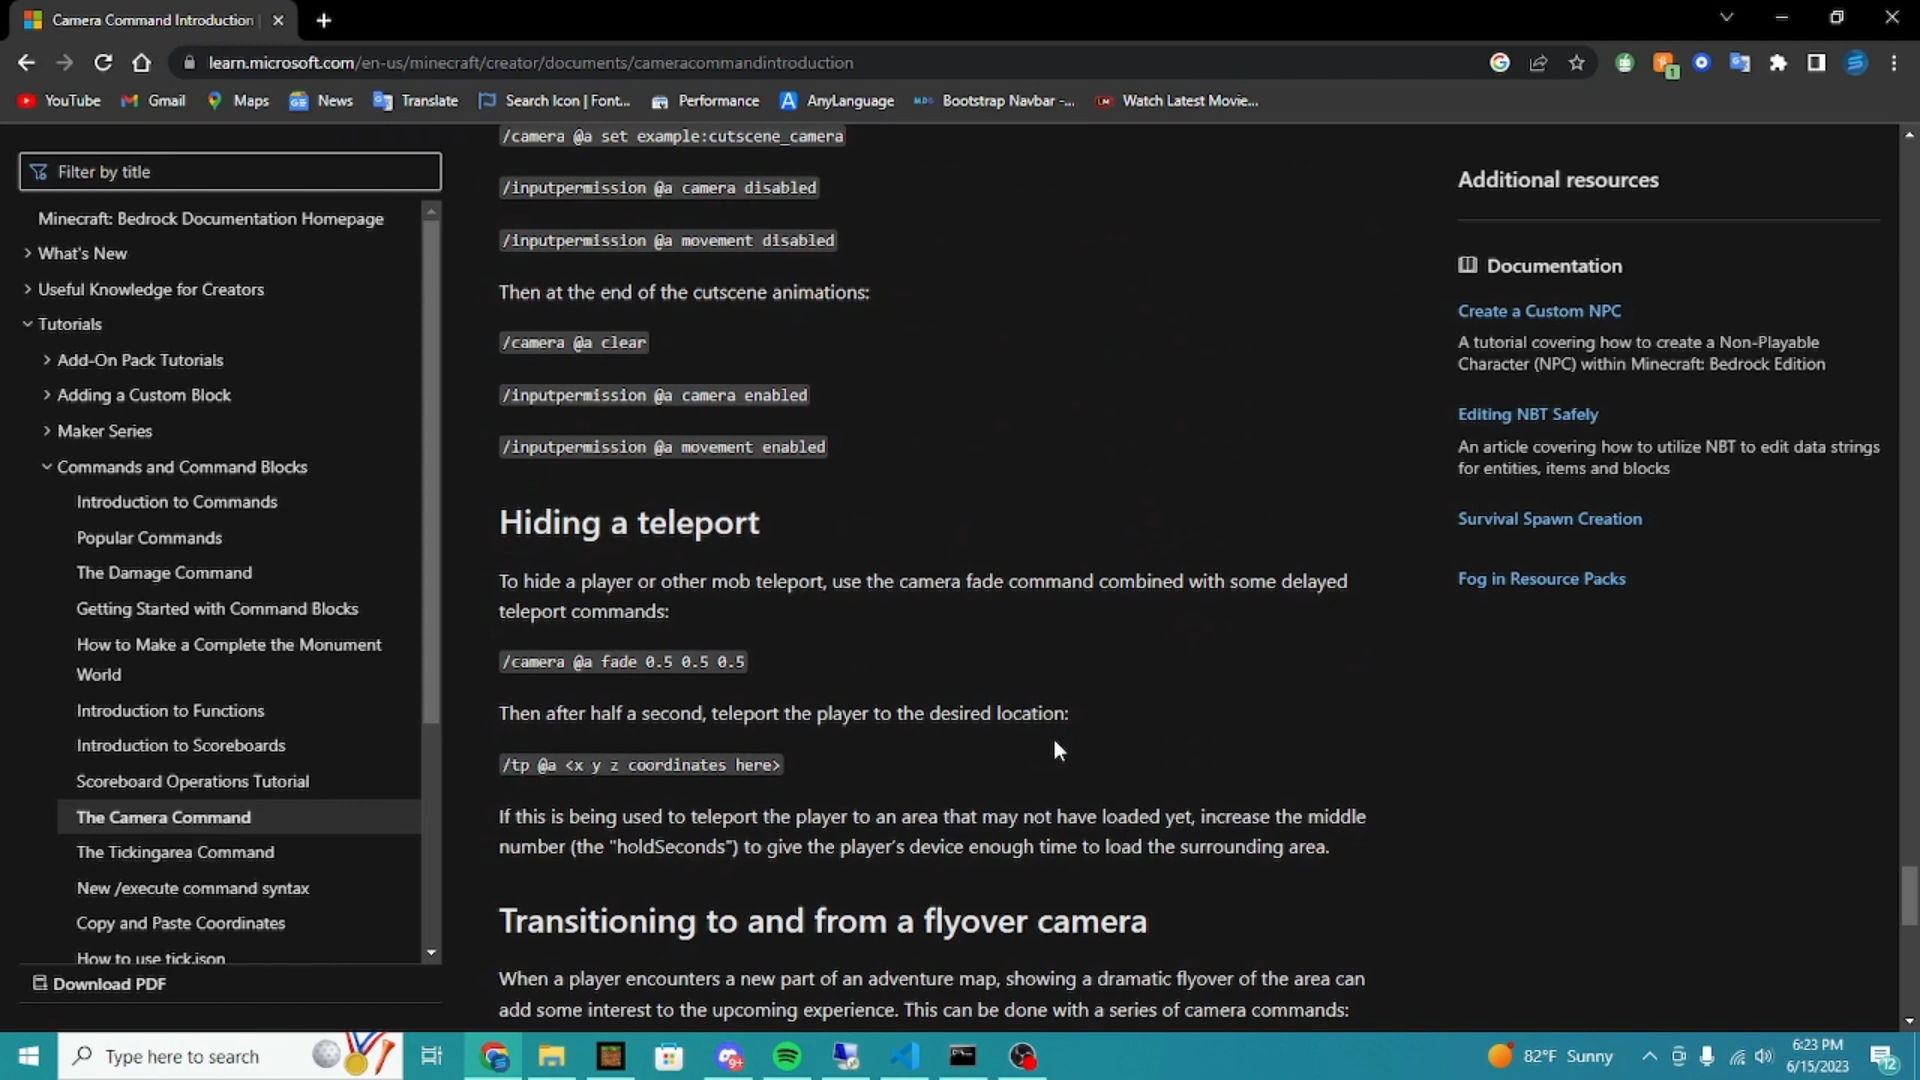 Camera Command Introduction
learn.microsoft.com/en-us/minecraft/creator/documents/cameracommandintroduction
1
YouTube
Gmail
Maps
News
Translate
Search Icon | Font...
Performance
AnyLanguage
Bootstrap Navbar -...
Watch Latest Movie...
Filter by title
Minecraft: Bedrock Documentation Homepage
What's New
Useful Knowledge for Creators
Tutorials
Add-On Pack Tutorials
Adding a Custom Block
Maker Series
Commands and Command Blocks
Introduction to Commands
Popular Commands
The Damage Command
Getting Started with Command Blocks
How to Make a Complete the Monument
World
Introduction to Functions
Introduction to Scoreboards
Scoreboard Operations Tutorial
The Camera Command
The Tickingarea Command
New /execute command syntax
Copy and Paste Coordinates
How to use tick.json
Download PDF
/camera @a set example:cutscene_camera
/inputpermission @a camera disabled
/inputpermission @a movement disabled
Then at the end of the cutscene animations:
/camera @a clear
/inputpermission @a camera enabled
/inputpermission @a movement enabled
Hiding a teleport
To hide a player or other mob teleport, use the camera fade command combined with some delayed
teleport commands:
/camera @a fade 0.5 0.5 0.5
Then after half a second, teleport the player to the desired location:
/tp @a <x y z coordinates here>
If this is being used to teleport the player to an area that may not have loaded yet, increase the middle
number (the "holdSeconds") to give the player's device enough time to load the surrounding area.
Transitioning to and from a flyover camera
When a player encounters a new part of an adventure map, showing a dramatic flyover of the area can
add some interest to the upcoming experience. This can be done with a series of camera commands:
Additional resources
Documentation
Create a Custom NPC
A tutorial covering how to create a Non-Playable
Character (NPC) within Minecraft: Bedrock Edition
Editing NBT Safely
An article covering how to utilize NBT to edit data strings
for entities, items and blocks
Survival Spawn Creation
Fog in Resource Packs
Type here to search
9+
82°F Sunny
6:23 PM
6/15/2023
12